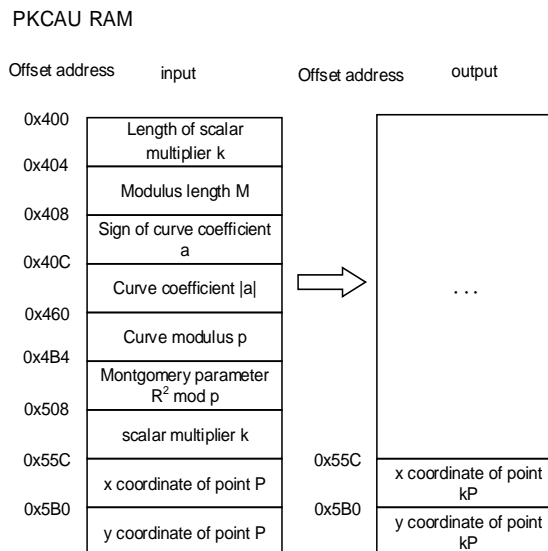 PKCAU RAM
Offset address input Offset address output
0x400
Length of scalar
multiplier k
0x404
Modulus length M
0x408
Sign of curve coefficient
a
0x40C
Curve coefficient |a|
...
0x460
Curve modulus p
0x4B4
Montgomery parameter
R² mod p
0x508
scalar multiplier k
0x55C
x coordinate of point P
0x55C
x coordinate of point
kP
0x5B0
y coordinate of point P
0x5B0
y coordinate of point
kP